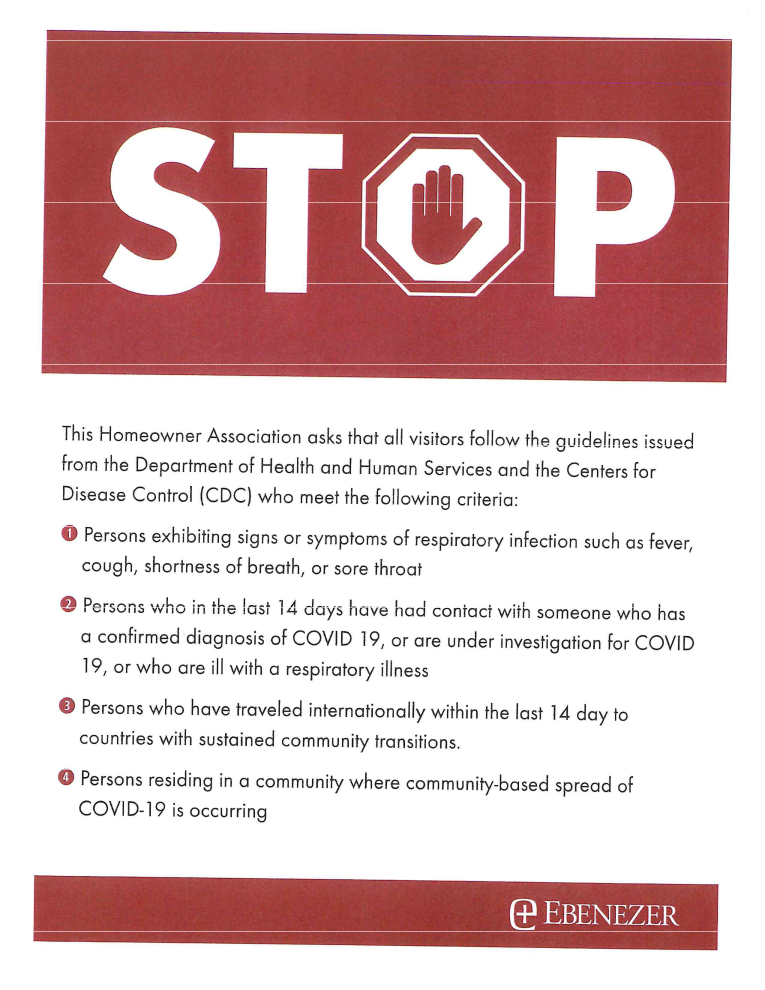 STOP
This Homeowner Association asks that all visitors follow the guidelines issued
from the Department of Health and Human Services and the Centers for
Disease Control (CDC) who meet the following criteria:
1 Persons exhibiting signs or symptoms of respiratory infection such as fever,
cough, shortness of breath, or sore throat
2 Persons who in the last 14 days have had contact with someone who has
a confirmed diagnosis of COVID 19, or are under investigation for COVID
19, or who are ill with a respiratory illness
3 Persons who have traveled internationally within the last 14 day to
countries with sustained community transitions.
4 Persons residing in a community where community-based spread of
COVID-19 is occurring
EBENEZER